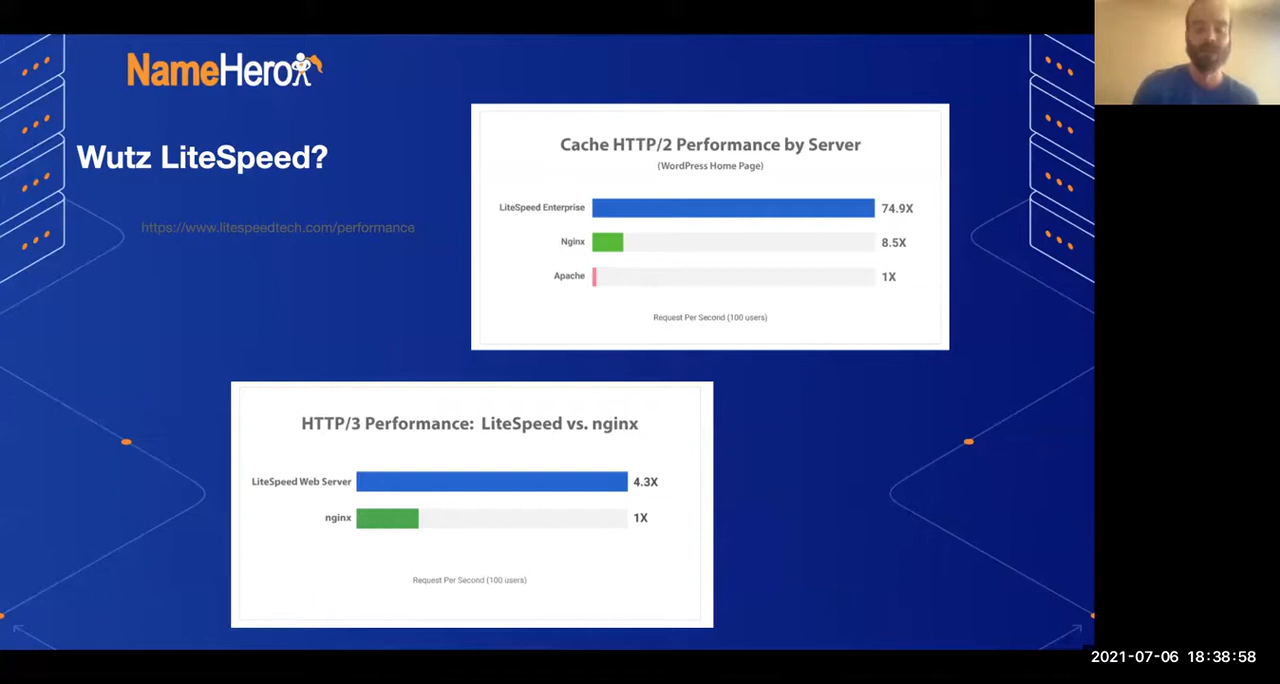 NameHero
Wutz LiteSpeed?
https://www.litespeedtech.com/performance
Cache HTTP/2 Performance by Server
(WordPress Home Page)
LiteSpeed Enterprise 74.9X
Nginx 8.5X
Apache 1X
Request Per Second (100 users)
HTTP/3 Performance: LiteSpeed vs. nginx
LiteSpeed Web Server 4.3X
nginx 1X
Request Per Second (100 users)
2021-07-06 18:38:58